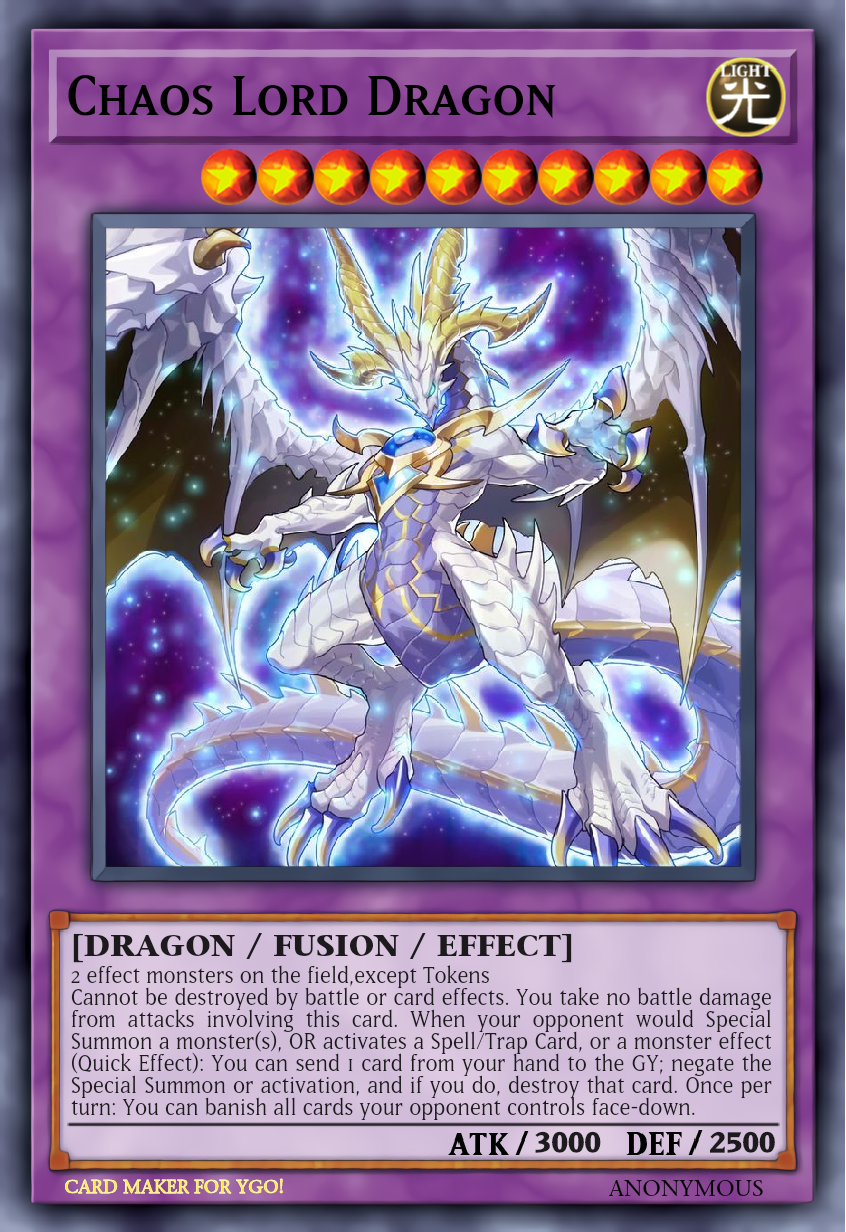 Chaos Lord Dragon
LIGHT
光
[DRAGON / FUSION / EFFECT]
2 effect monsters on the field,except Tokens
Cannot be destroyed by battle or card effects. You take no battle damage
from attacks involving this card. When your opponent would Special
Summon a monster(s), OR activates a Spell/Trap Card, or a monster effect
(Quick Effect): You can send 1 card from your hand to the GY; negate the
Special Summon or activation, and if you do, destroy that card. Once per
turn: You can banish all cards your opponent controls face-down.
ATK / 3000 DEF / 2500
CARD MAKER FOR YGO! ANONYMOUS